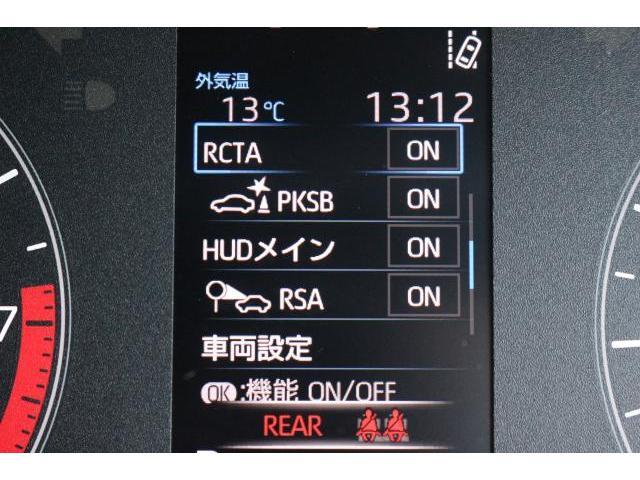 外気温
13℃ 13:12
RCTA ON
PKSB ON
HUDメイン ON
RSA ON
車両設定
OK:機能 ON/OFF
REAR
7